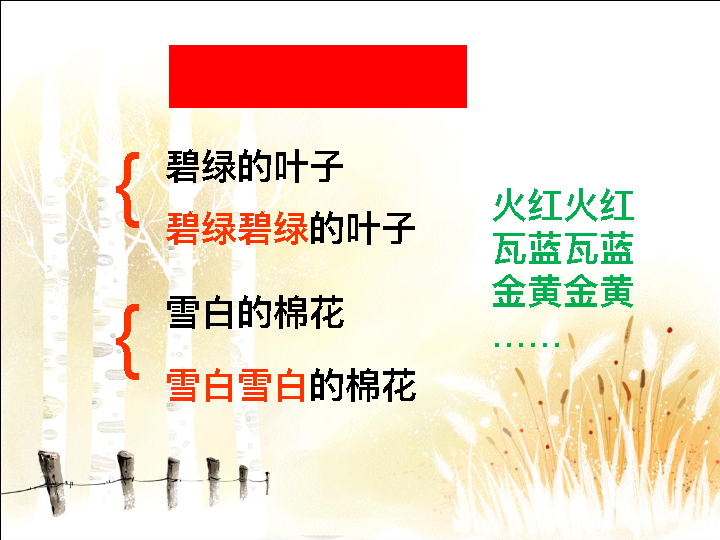 碧绿的叶子
碧绿碧绿的叶子
雪白的棉花
雪白雪白的棉花
火红火红
瓦蓝瓦蓝
金黄金黄
……